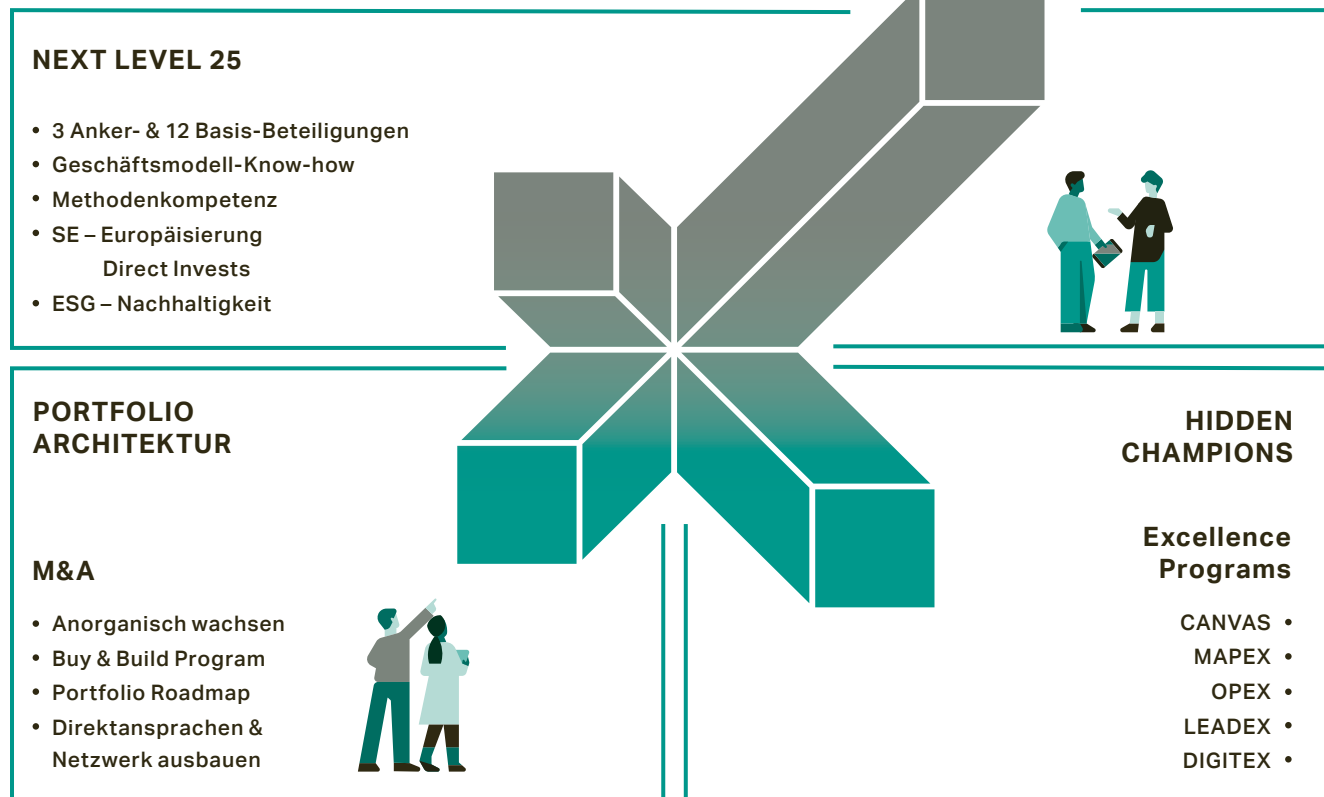 NEXT LEVEL 25
• 3 Anker- & 12 Basis-Beteiligungen
• Geschäftsmodell-Know-how
• Methodenkompetenz
• SE – Europäisierung
Direct Invests
• ESG – Nachhaltigkeit
PORTFOLIO
ARCHITEKTUR
M&A
• Anorganisch wachsen
• Buy & Build Program
• Portfolio Roadmap
• Direktansprachen &
Netzwerk ausbauen
HIDDEN
CHAMPIONS
Excellence
Programs
CANVAS •
MAPEX •
OPEX •
LEADEX •
DIGITEX •